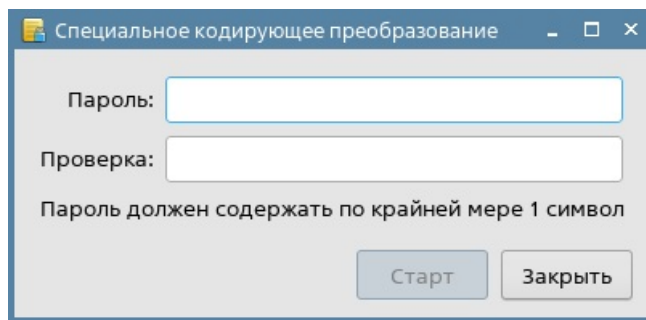 Специальное кодирующее преобразование
Пароль:
Проверка:
Пароль должен содержать по крайней мере 1 символ
Старт Закрыть